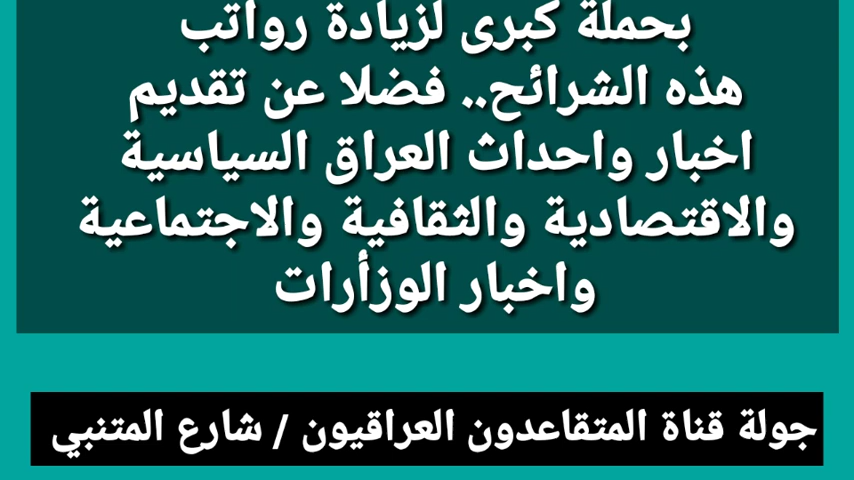 بحملة كبرى لزيادة رواتب
هذه الشرائح.. فضلا عن تقديم
اخبار واحداث العراق السياسية
والاقتصادية والثقافية والاجتماعية
واخبار الوزأرات
جولة قناة المتقاعدون العراقيون / شارع المتنبي